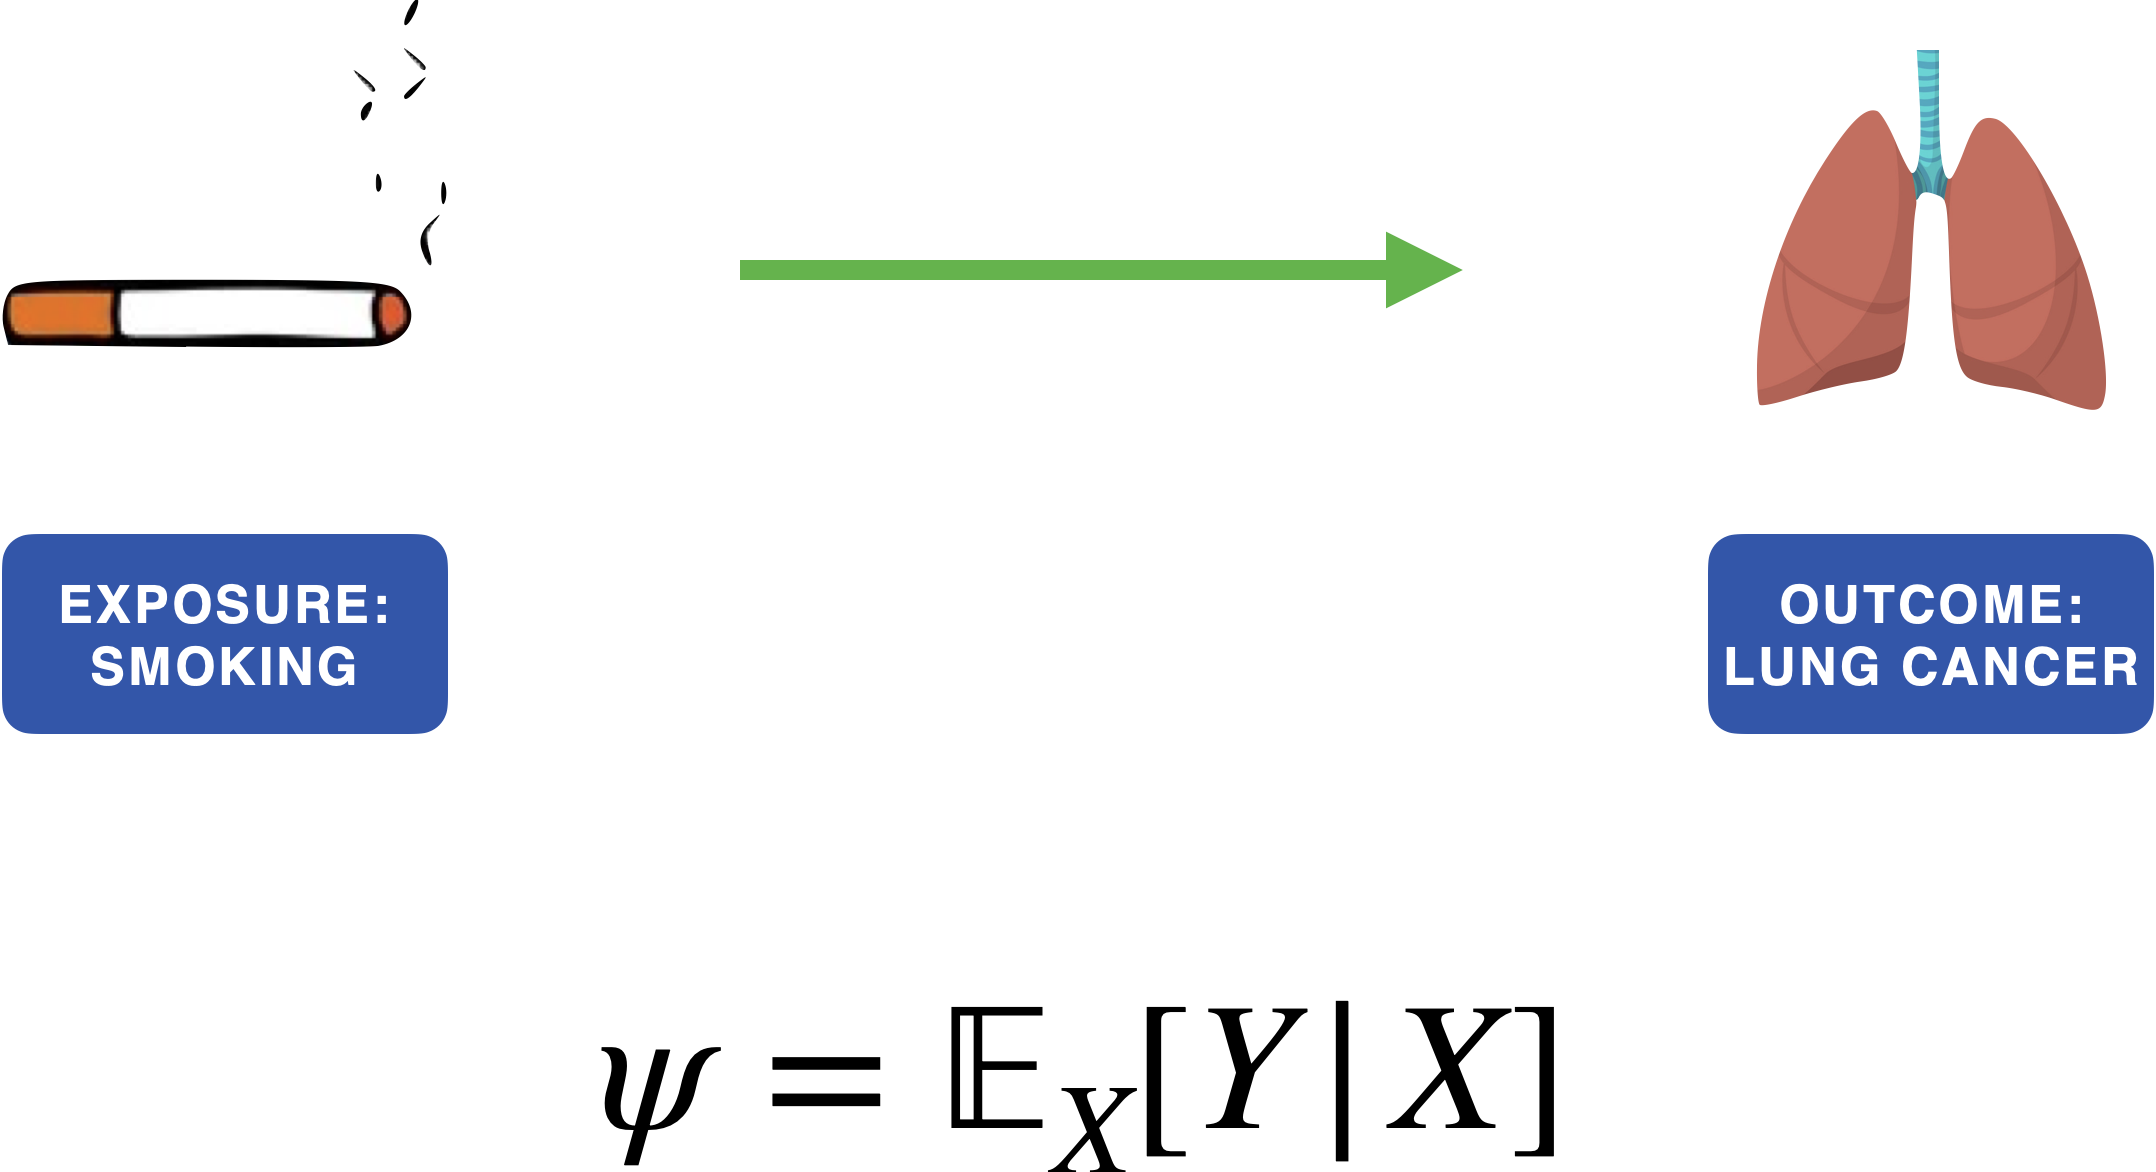 EXPOSURE:
SMOKING
OUTCOME:
LUNG CANCER
ψ = 𝔼_X[Y|X]